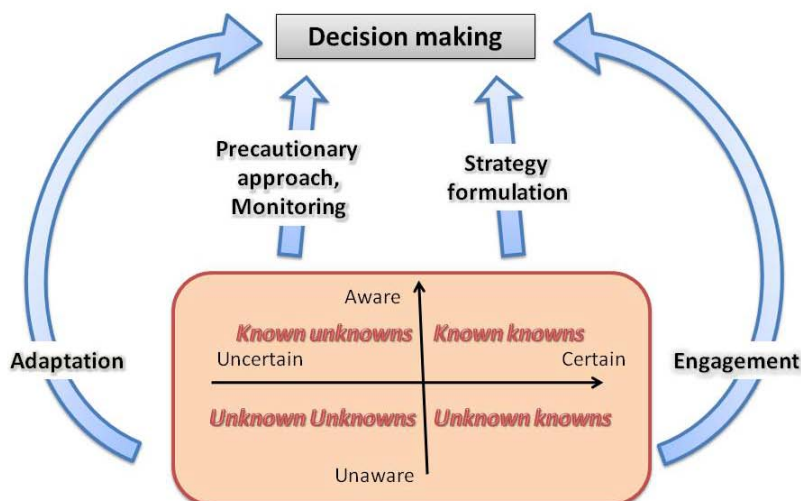 Decision making
Precautionary
approach,
Monitoring
Strategy
formulation
Aware
Known unknowns
Known knowns
Adaptation
Uncertain
Certain
Engagement
Unknown Unknowns
Unknown knowns
Unaware